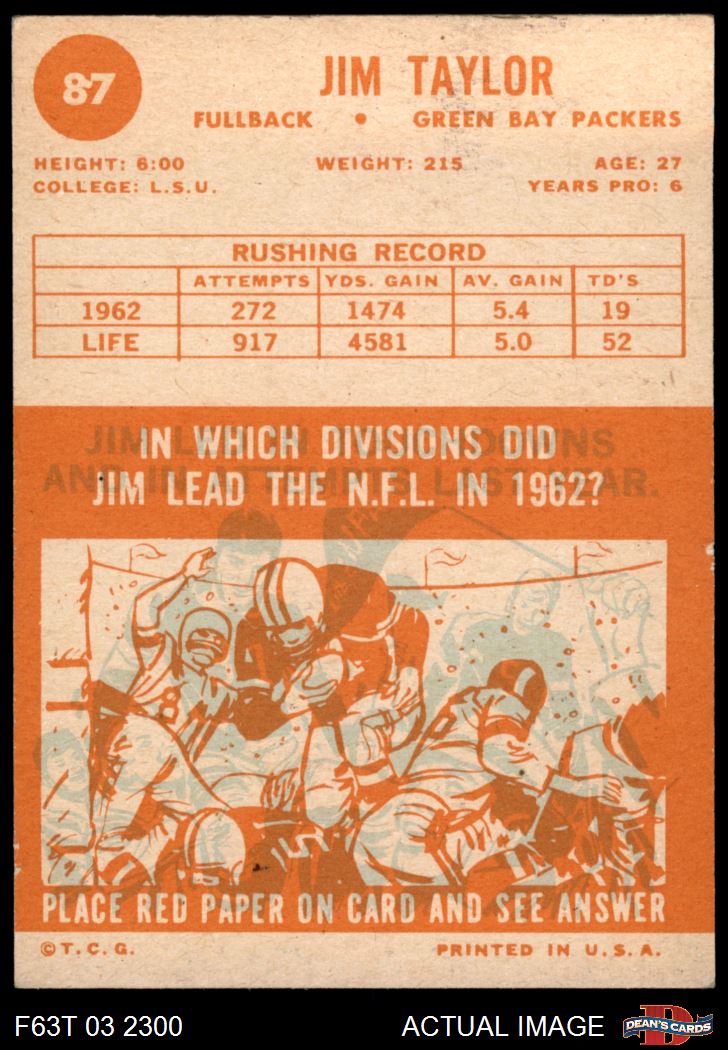 87
JIM TAYLOR
FULLBACK • GREEN BAY PACKERS
HEIGHT: 6:00 WEIGHT: 215 AGE: 27
COLLEGE: L.S.U. YEARS PRO: 6
RUSHING RECORD
ATTEMPTS YDS. GAIN AV. GAIN TD'S
1962 272 1474 5.4 19
LIFE 917 4581 5.0 52
IN WHICH DIVISIONS DID
JIM LEAD THE N.F.L. IN 1962?
PLACE RED PAPER ON CARD AND SEE ANSWER
© T.C.G. PRINTED IN U.S.A.
F63T 03 2300 ACTUAL IMAGE DEAN'S CARDS